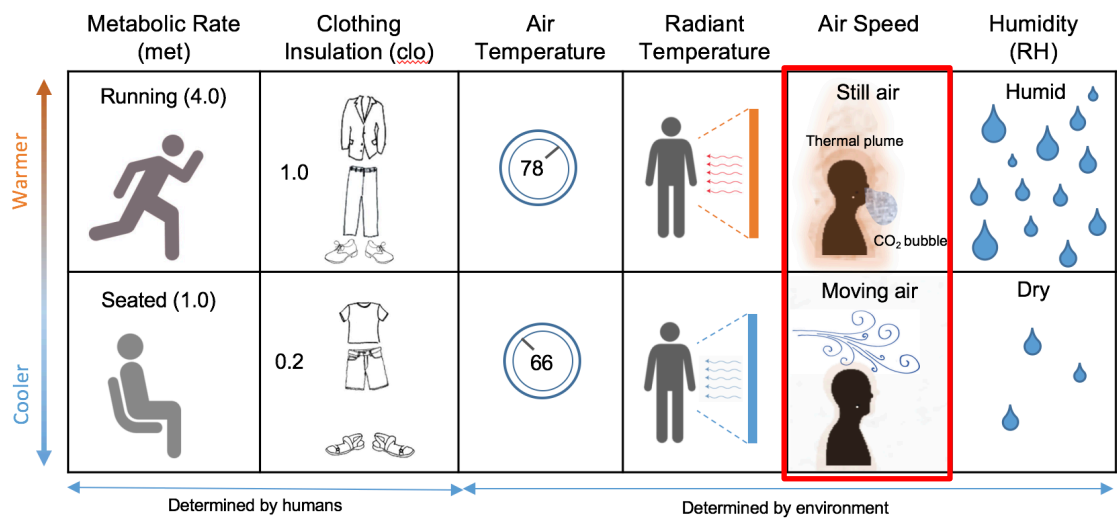 Metabolic Rate
(met)
Clothing
Insulation (clo)
Air
Temperature
Radiant
Temperature
Air Speed
Humidity
(RH)
Warmer
Running (4.0)
1.0
78
Still air
Thermal plume
CO₂ bubble
Humid
Cooler
Seated (1.0)
0.2
66
Moving air
Dry
Determined by humans
Determined by environment